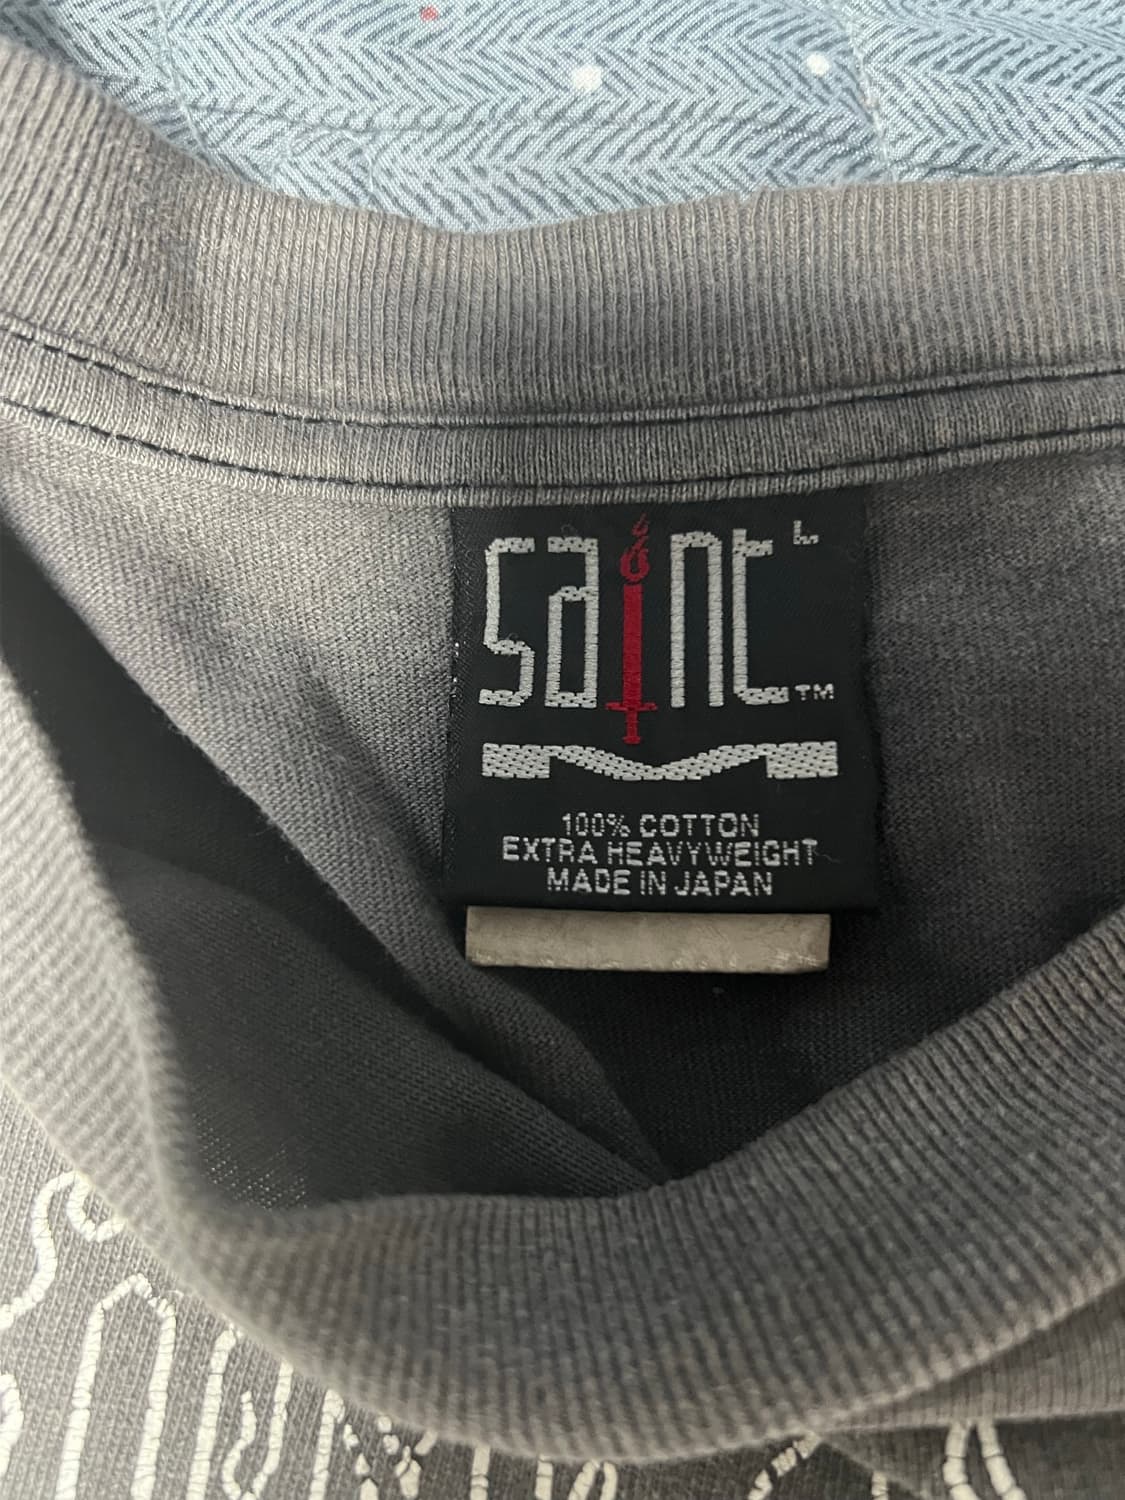 saint L
TM
100% COTTON
EXTRA HEAVYWEIGHT
MADE IN JAPAN